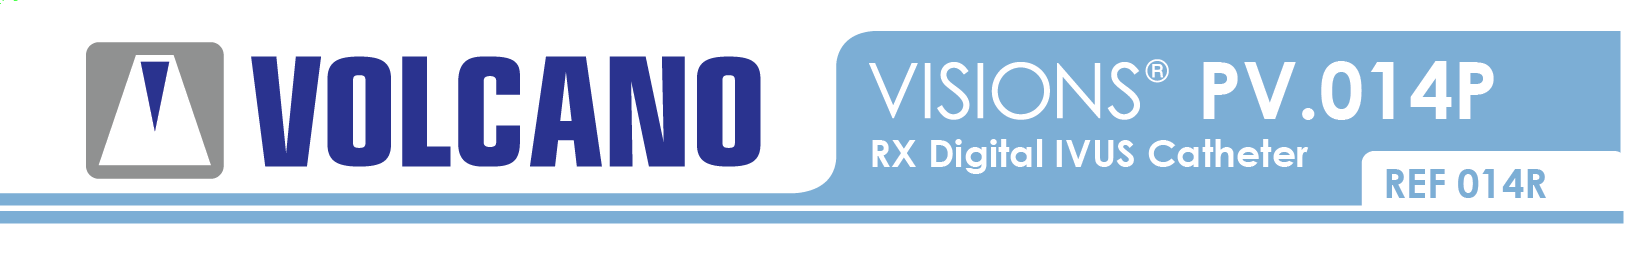 VOLCANO
VISIONS® PV.014P
RX Digital IVUS Catheter
REF 014R